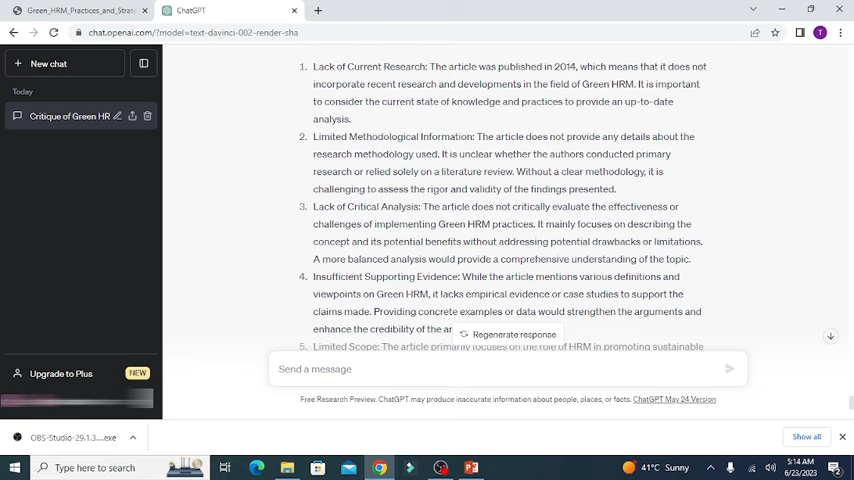 Green_HRM_Practices_and_Strate
ChatGPT
chat.openai.com/?model=text-davinci-002-render-sha
T
New chat
Today
Critique of Green HR
1. Lack of Current Research: The article was published in 2014, which means that it does not
incorporate recent research and developments in the field of Green HRM. It is important
to consider the current state of knowledge and practices to provide an up-to-date
analysis.
2. Limited Methodological Information: The article does not provide any details about the
research methodology used. It is unclear whether the authors conducted primary
research or relied solely on a literature review. Without a clear methodology, it is
challenging to assess the rigor and validity of the findings presented.
3. Lack of Critical Analysis: The article does not critically evaluate the effectiveness or
challenges of implementing Green HRM practices. It mainly focuses on describing the
concept and its potential benefits without addressing potential drawbacks or limitations.
A more balanced analysis would provide a comprehensive understanding of the topic.
4. Insufficient Supporting Evidence: While the article mentions various definitions and
viewpoints on Green HRM, it lacks empirical evidence or case studies to support the
claims made. Providing concrete examples or data would strengthen the arguments and
enhance the credibility of the ar
Regenerate response
5. Limited Scope: The article primarily focuses on the role of HRM in promoting sustainable
Send a message
Upgrade to Plus
NEW
Free Research Preview. ChatGPT may produce inaccurate information about people, places, or facts. ChatGPT May 24 Version
OBS-Studio-29.1.3....exe
Show all
Type here to search
41°F Sunny
5:14 AM
6/23/2023
2